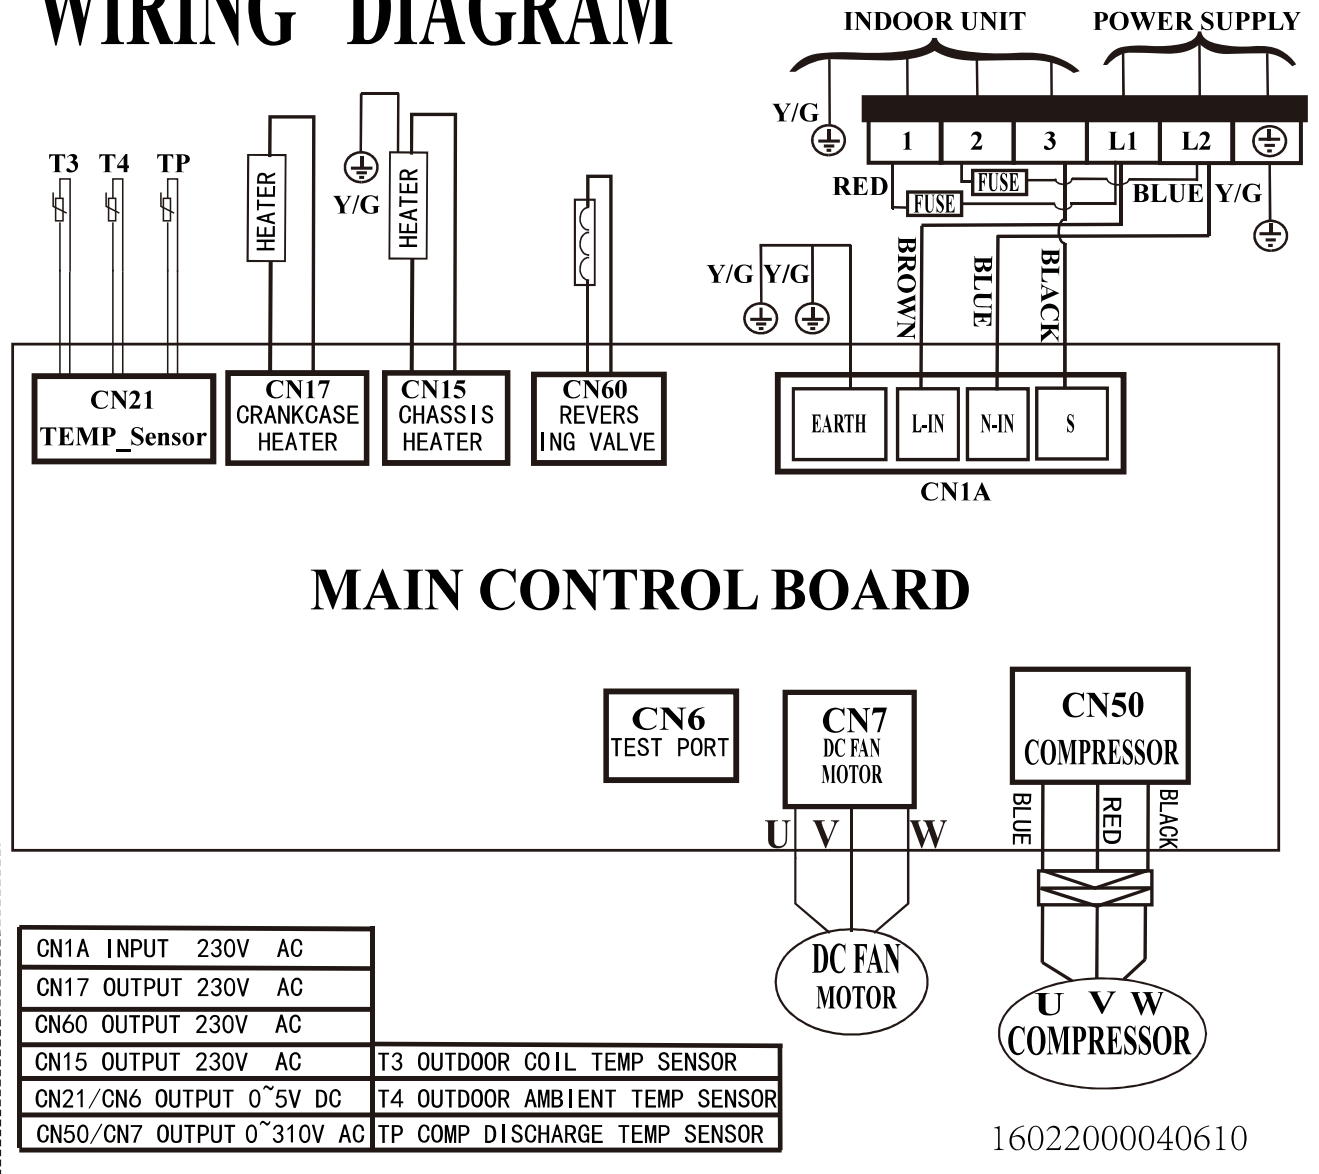 WIRING DIAGRAM
INDOOR UNIT
POWER SUPPLY
Y/G
1 2 3 L1 L2
RED
FUSE
FUSE
BLUE
Y/G
T3 T4 TP
HEATER
Y/G
HEATER
Y/G Y/G
BROWN
BLUE
BLACK
CN21
TEMP_Sensor
CN17
CRANKCASE
HEATER
CN15
CHASSIS
HEATER
CN60
REVERS
ING VALVE
EARTH
L-IN
N-IN
S
CN1A
MAIN CONTROL BOARD
CN6
TEST PORT
CN7
DC FAN
MOTOR
CN50
COMPRESSOR
U V W
BLUE
RED
BLACK
DC FAN
MOTOR
U V W
COMPRESSOR
CN1A INPUT 230V AC
CN17 OUTPUT 230V AC
CN60 OUTPUT 230V AC
CN15 OUTPUT 230V AC
T3 OUTDOOR COIL TEMP SENSOR
CN21/CN6 OUTPUT 0~5V DC
T4 OUTDOOR AMBIENT TEMP SENSOR
CN50/CN7 OUTPUT 0~310V AC
TP COMP DISCHARGE TEMP SENSOR
16022000040610